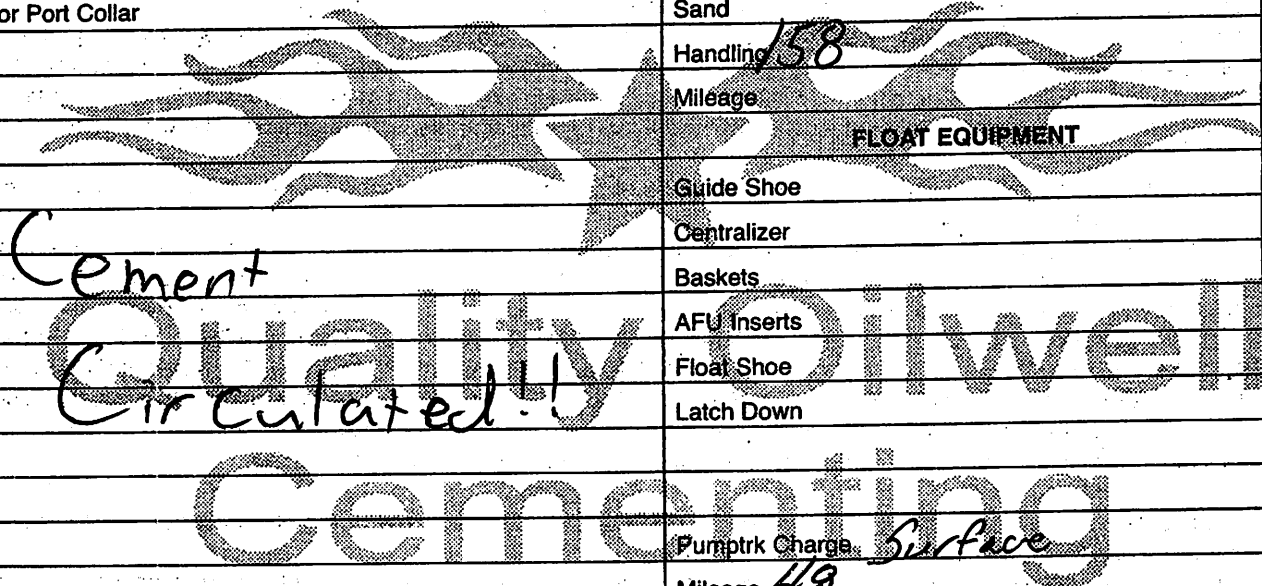 or Port Collar
Sand
Handling 158
Mileage
FLOAT EQUIPMENT
Guide Shoe
Centralizer
Cement
Baskets
Quality Oilwell
AFU Inserts
Circulated!!
Float Shoe
Latch Down
Cementing
Pumptrk Charge Surface
Mileage 48